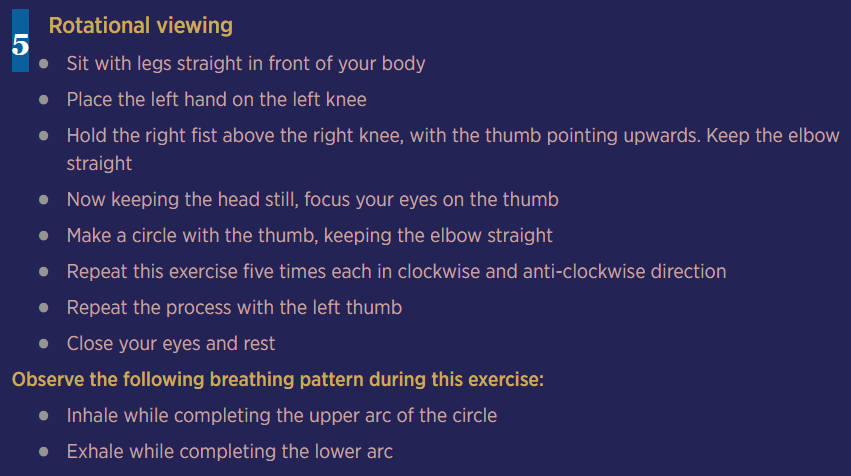 5
Rotational viewing
Sit with legs straight in front of your body
Place the left hand on the left knee
Hold the right fist above the right knee, with the thumb pointing upwards. Keep the elbow
straight
Now keeping the head still, focus your eyes on the thumb
Make a circle with the thumb, keeping the elbow straight
Repeat this exercise five times each in clockwise and anti-clockwise direction
Repeat the process with the left thumb
Close your eyes and rest
Observe the following breathing pattern during this exercise:
Inhale while completing the upper arc of the circle
Exhale while completing the lower arc